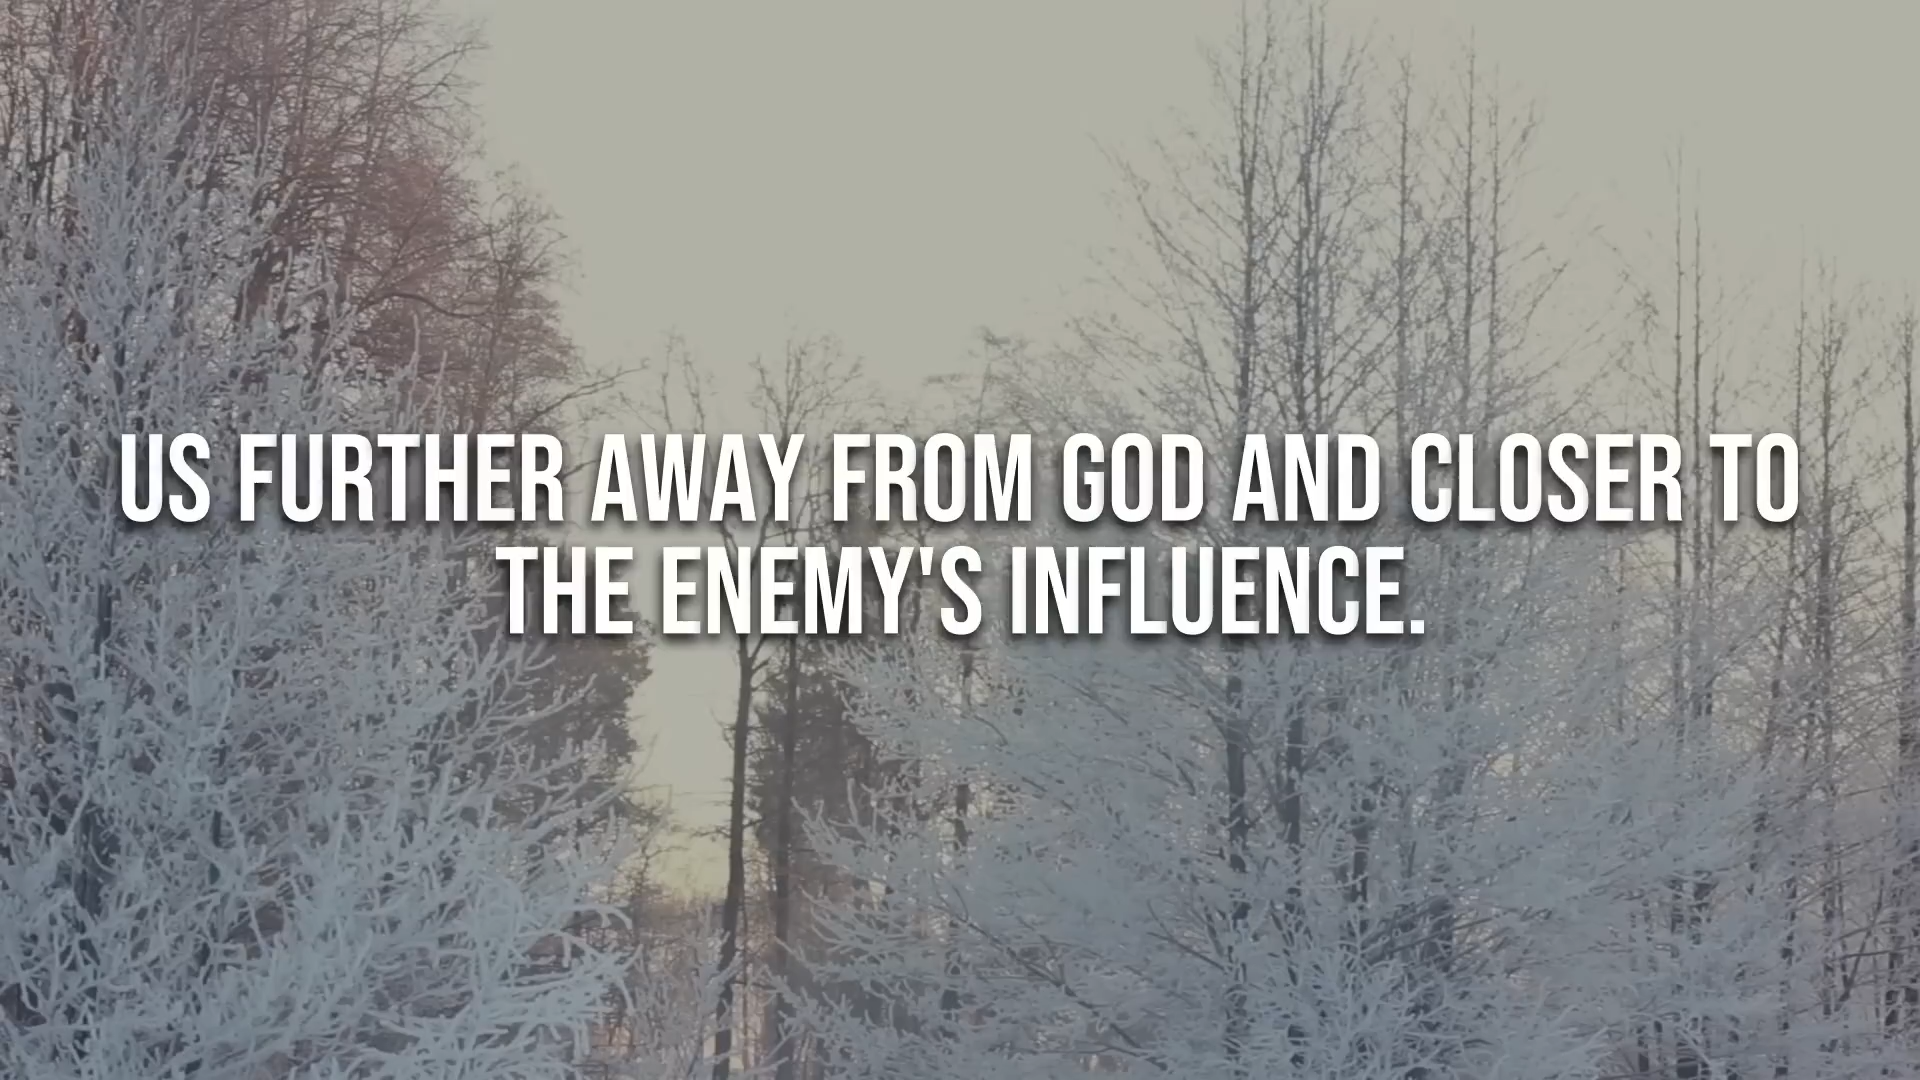 US FURTHER AWAY FROM GOD AND CLOSER TO
THE ENEMY'S INFLUENCE.